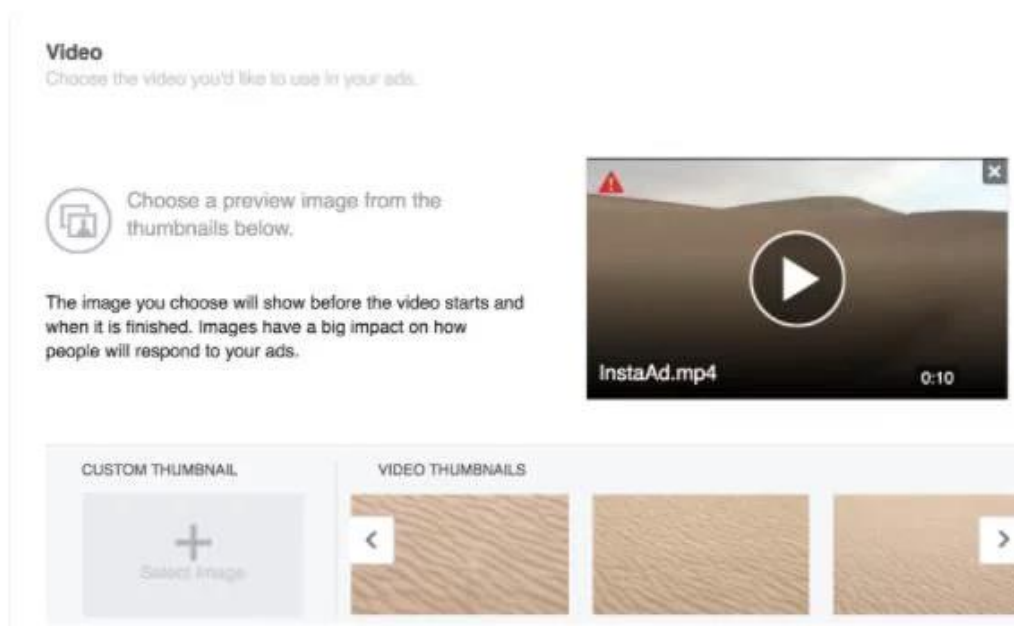 Video
Choose the video you'd like to use in your ads.
Choose a preview image from the
thumbnails below.
The image you choose will show before the video starts and
when it is finished. Images have a big impact on how
people will respond to your ads.
InstaAd.mp4
0:10
CUSTOM THUMBNAIL
VIDEO THUMBNAILS
Select Image